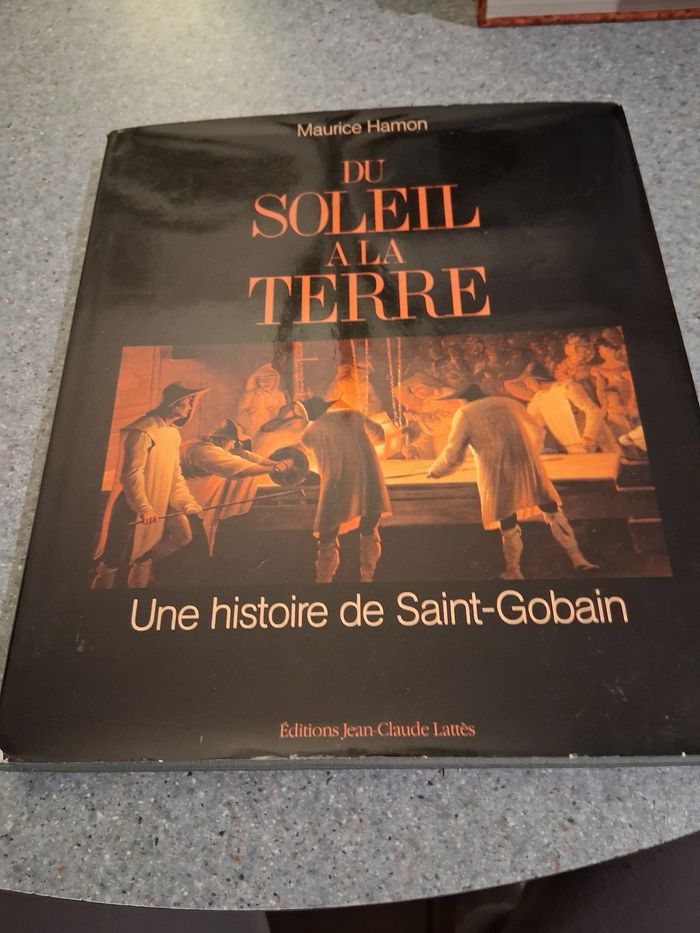 Maurice Hamon
DU
SOLEIL
A LA
TERRE
Une histoire de Saint-Gobain
Éditions Jean-Claude Lattès